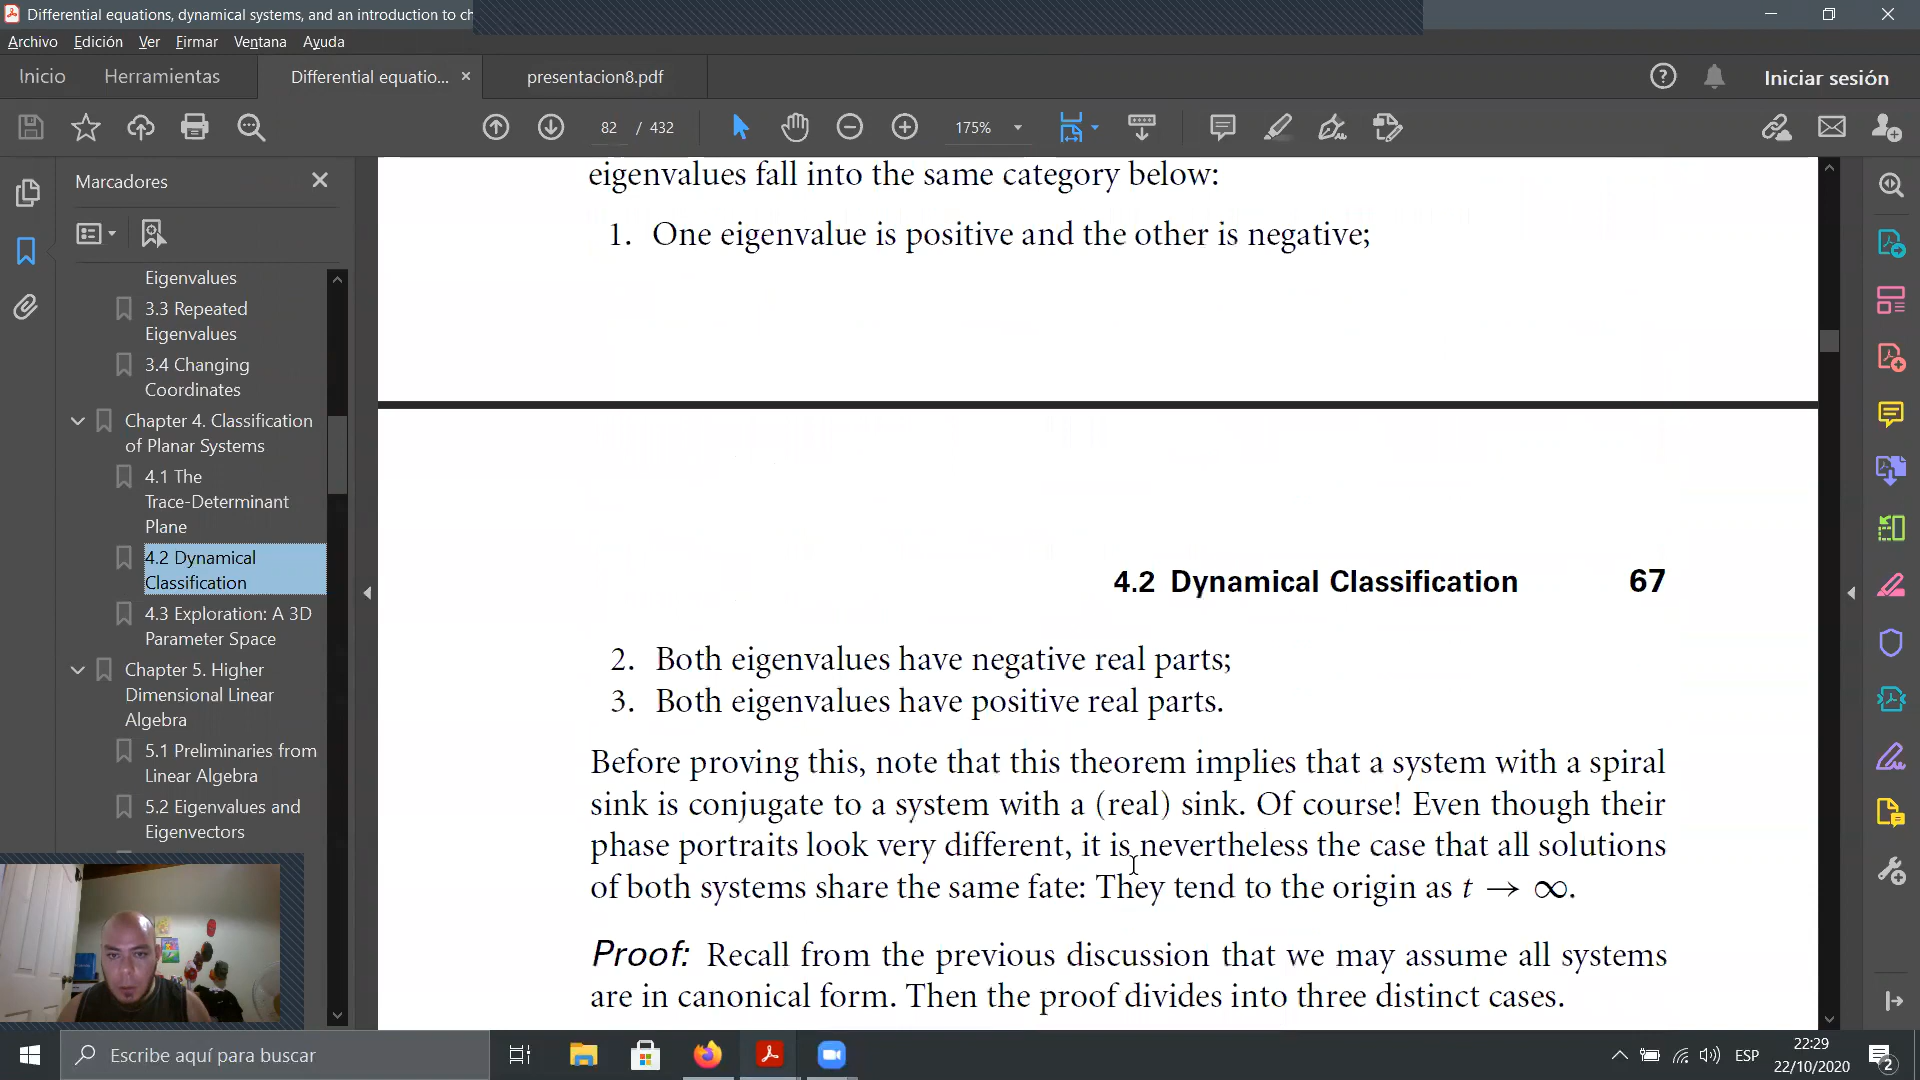 Differential equations, dynamical systems, and an introduction to ch
Archivo Edición Ver Firmar Ventana Ayuda
Inicio Herramientas Differential equatio... × presentacion8.pdf Iniciar sesión
82 / 432 175%
Marcadores
Eigenvalues
3.3 Repeated
Eigenvalues
3.4 Changing
Coordinates
Chapter 4. Classification
of Planar Systems
4.1 The
Trace-Determinant
Plane
4.2 Dynamical
Classification
4.3 Exploration: A 3D
Parameter Space
Chapter 5. Higher
Dimensional Linear
Algebra
5.1 Preliminaries from
Linear Algebra
5.2 Eigenvalues and
Eigenvectors
eigenvalues fall into the same category below:
1. One eigenvalue is positive and the other is negative;
4.2 Dynamical Classification 67
2. Both eigenvalues have negative real parts;
3. Both eigenvalues have positive real parts.
Before proving this, note that this theorem implies that a system with a spiral
sink is conjugate to a system with a (real) sink. Of course! Even though their
phase portraits look very different, it is nevertheless the case that all solutions
of both systems share the same fate: They tend to the origin as t → ∞.
Proof: Recall from the previous discussion that we may assume all systems
are in canonical form. Then the proof divides into three distinct cases.
Escribe aquí para buscar
ESP
22:29
22/10/2020
2